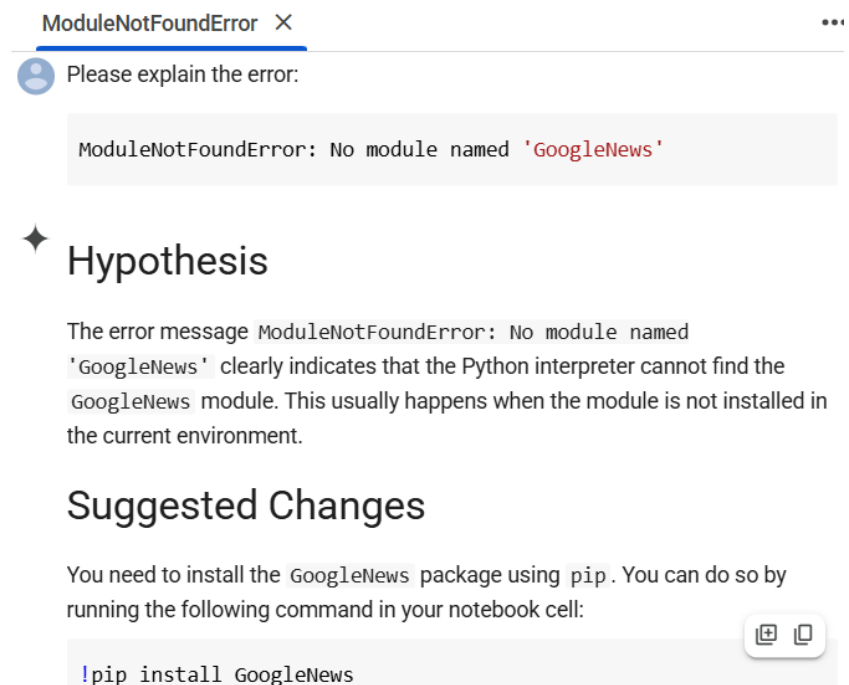 ModuleNotFoundError
Please explain the error:
ModuleNotFoundError: No module named 'GoogleNews'
Hypothesis
The error message ModuleNotFoundError: No module named
'GoogleNews' clearly indicates that the Python interpreter cannot find the
GoogleNews module. This usually happens when the module is not installed in
the current environment.
Suggested Changes
You need to install the GoogleNews package using pip. You can do so by
running the following command in your notebook cell:
!pip install GoogleNews